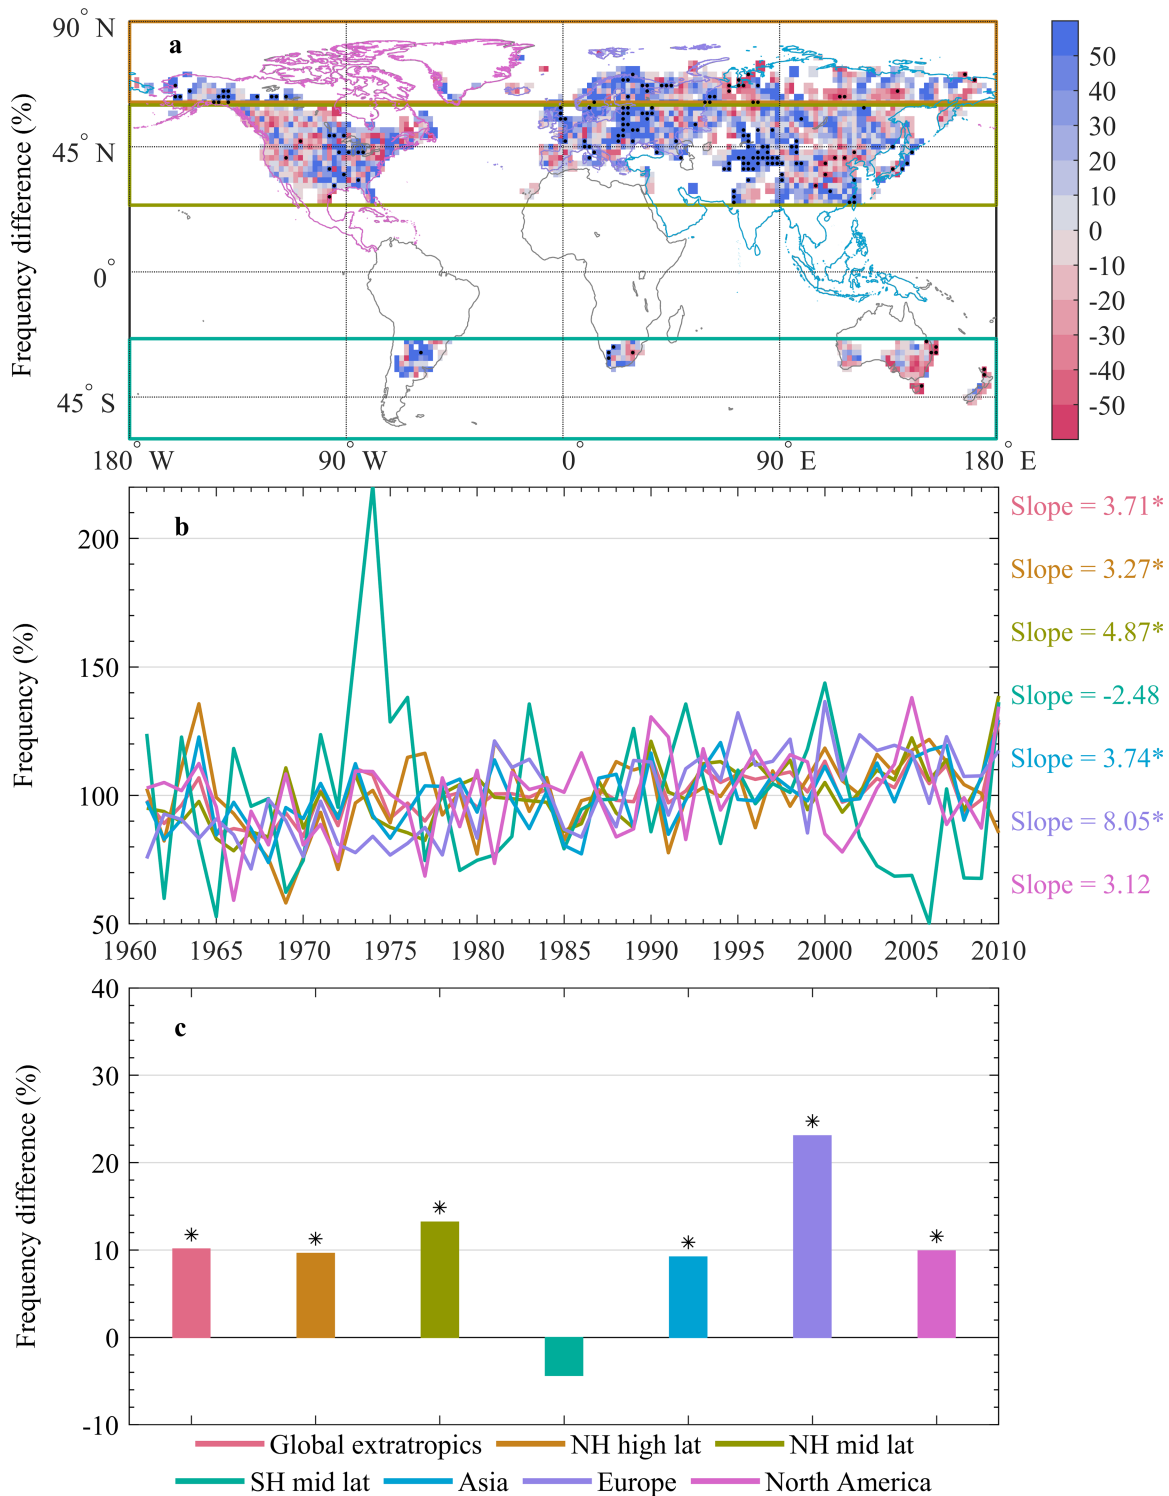 90° N
a
45° N
0°
45° S
180° W
90° W
0°
90° E
180° E
Frequency difference (%)
50
40
30
20
10
0
-10
-20
-30
-40
-50
b
200
150
100
50
Frequency (%)
1960
1965
1970
1975
1980
1985
1990
1995
2000
2005
2010
Slope = 3.71*
Slope = 3.27*
Slope = 4.87*
Slope = -2.48
Slope = 3.74*
Slope = 8.05*
Slope = 3.12
c
40
30
20
10
0
-10
Frequency difference (%)
* * * * * *
Global extratropics NH high lat NH mid lat
SH mid lat Asia Europe North America